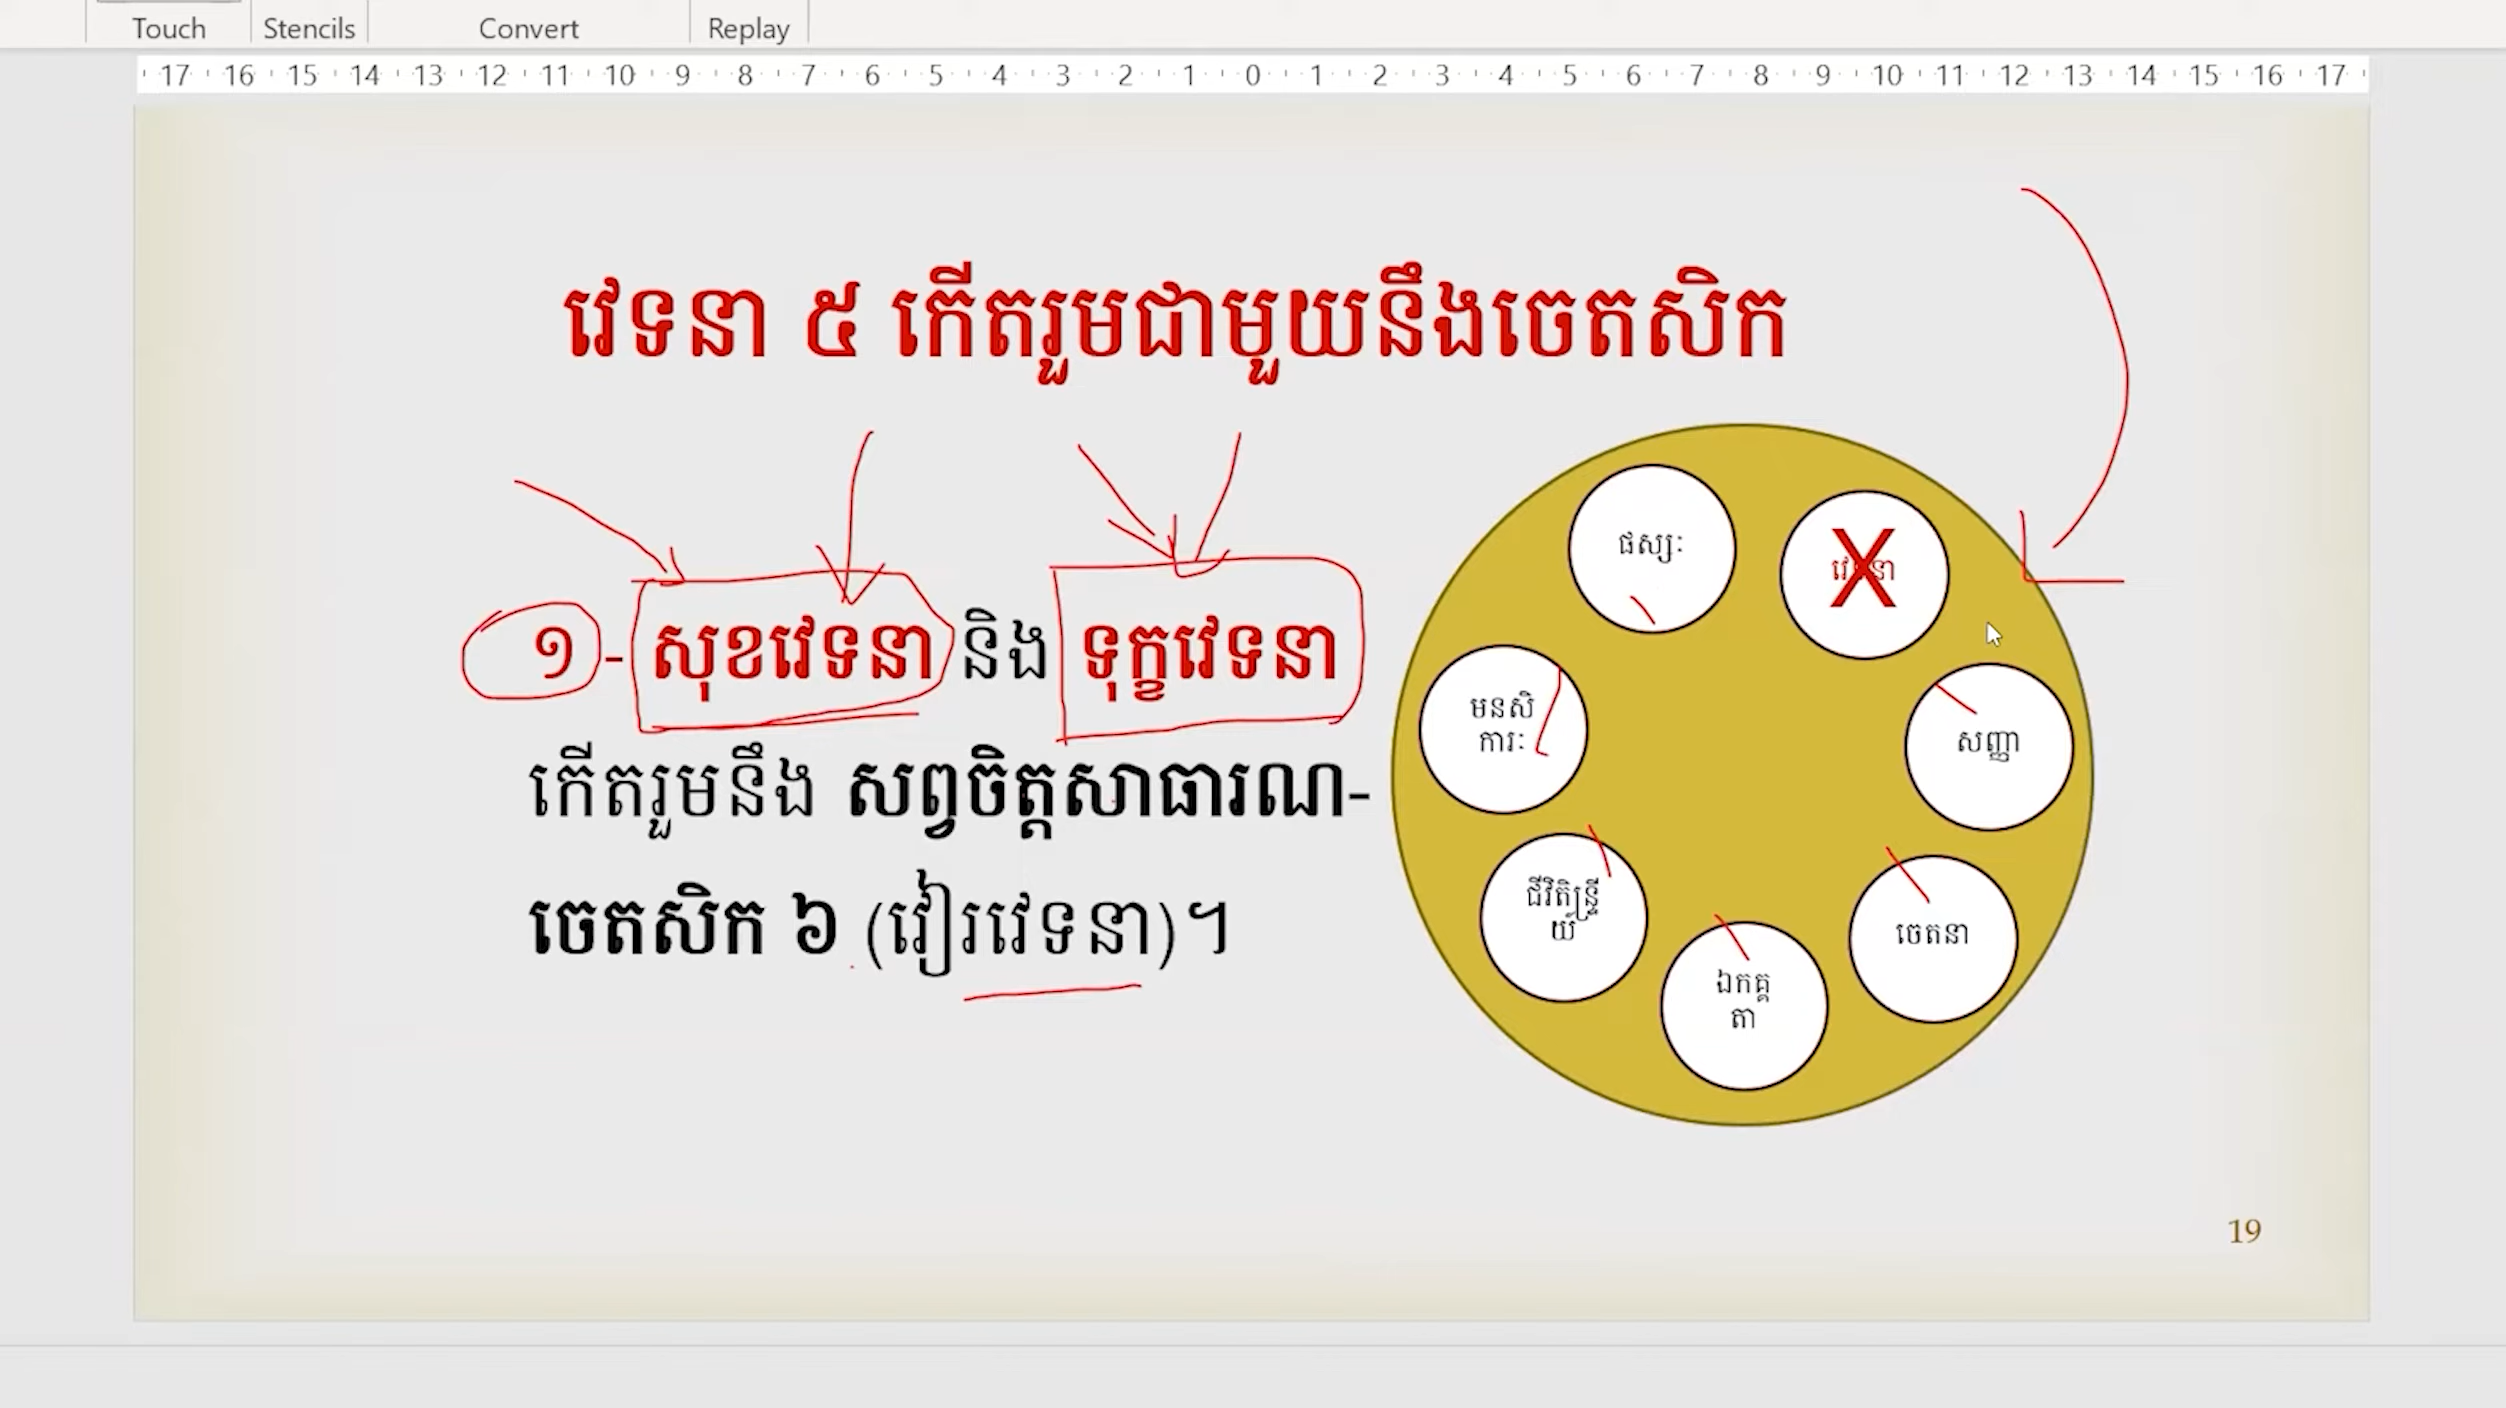 Touch Stencils Convert Replay
17 16 15 14 13 12 11 10 9 8 7 6 5 4 3 2 1 0 1 2 3 4 5 6 7 8 9 10 11 12 13 14 15 16 17
វេទនា ៥ កើតរួមជាមួយនឹងចេតសិក
១- សុខវេទនា និង ទុក្ខវេទនា
កើតរួមនឹង សព្វចិត្តសាធារណ-
ចេតសិក ៦ (វៀរវេទនា)។
ផស្សៈ
វេទនា
X
សញ្ញា
ចេតនា
ឯកគ្គ
តា
ជីវិតិន្ទ្រី
យ៍
មនសិ
ការៈ
19